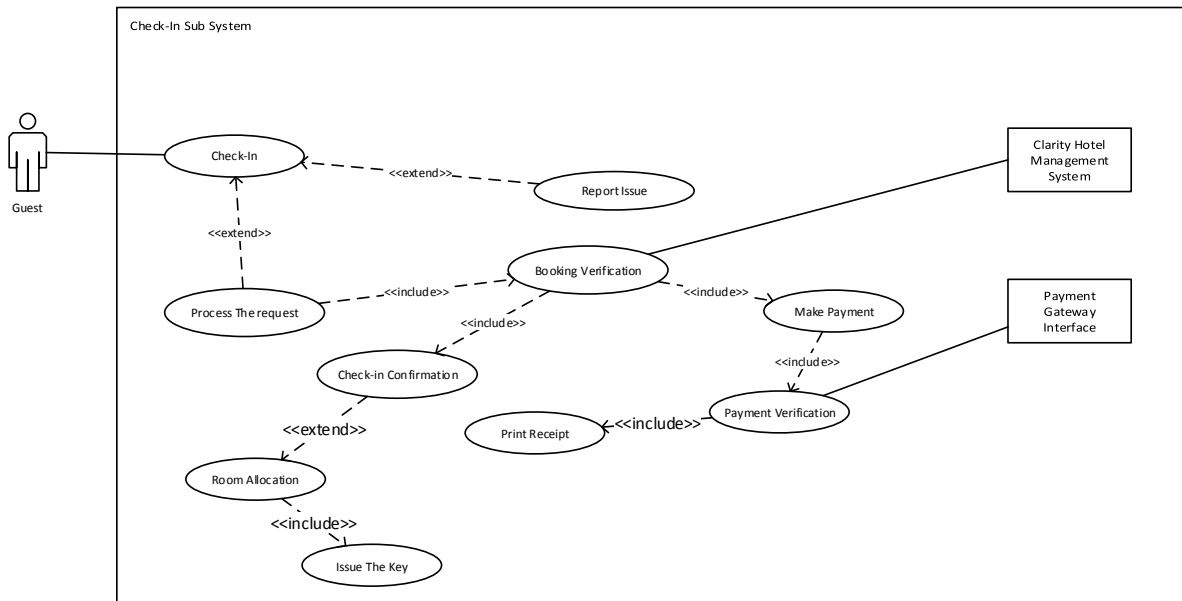 Check-In Sub System
Guest
Check-In
<<extend>>
Report Issue
Clarity Hotel
Management
System
<<extend>>
Booking Verification
Process The request
<<include>>
<<include>>
Make Payment
Payment
Gateway
Interface
<<include>>
Check-in Confirmation
<<include>>
Payment Verification
<<include>>
Print Receipt
<<extend>>
Room Allocation
<<include>>
Issue The Key